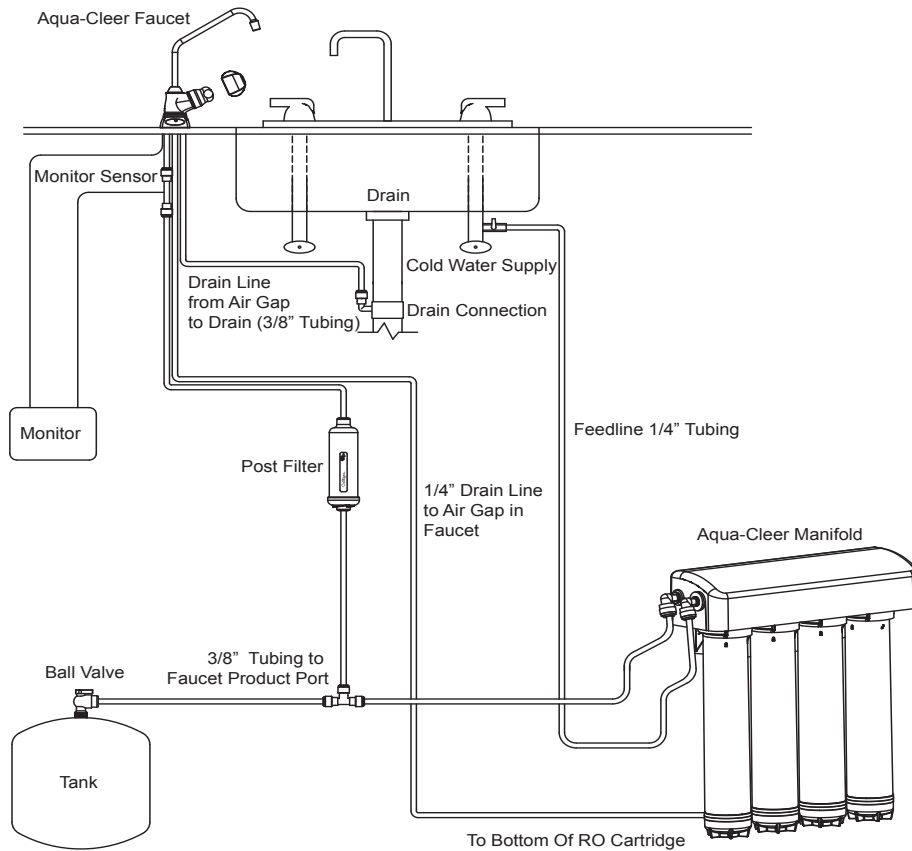 Aqua-Cleer Faucet
Monitor Sensor
Drain
Cold Water Supply
Drain Line
from Air Gap
to Drain (3/8” Tubing)
Drain Connection
Monitor
Post Filter
Feedline 1/4” Tubing
1/4” Drain Line
to Air Gap in
Faucet
Aqua-Cleer Manifold
3/8” Tubing to
Faucet Product Port
Ball Valve
Tank
To Bottom Of RO Cartridge